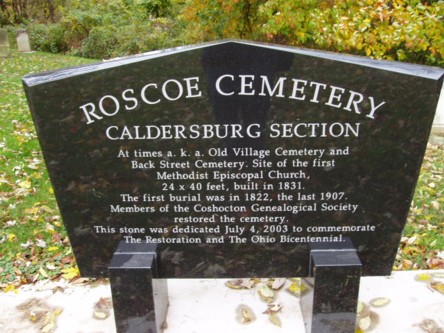 ROSCOE CEMETERY
CALDERSBURG SECTION
At times a. k. a. Old Village Cemetery and
Back Street Cemetery. Site of the first
Methodist Episcopal Church,
24 x 40 feet, built in 1831.
The first burial was in 1822, the last 1907.
Members of the Coshocton Genealogical Society
restored the cemetery.
This stone was dedicated July 4, 2003 to commemorate
The Restoration and The Ohio Bicentennial.